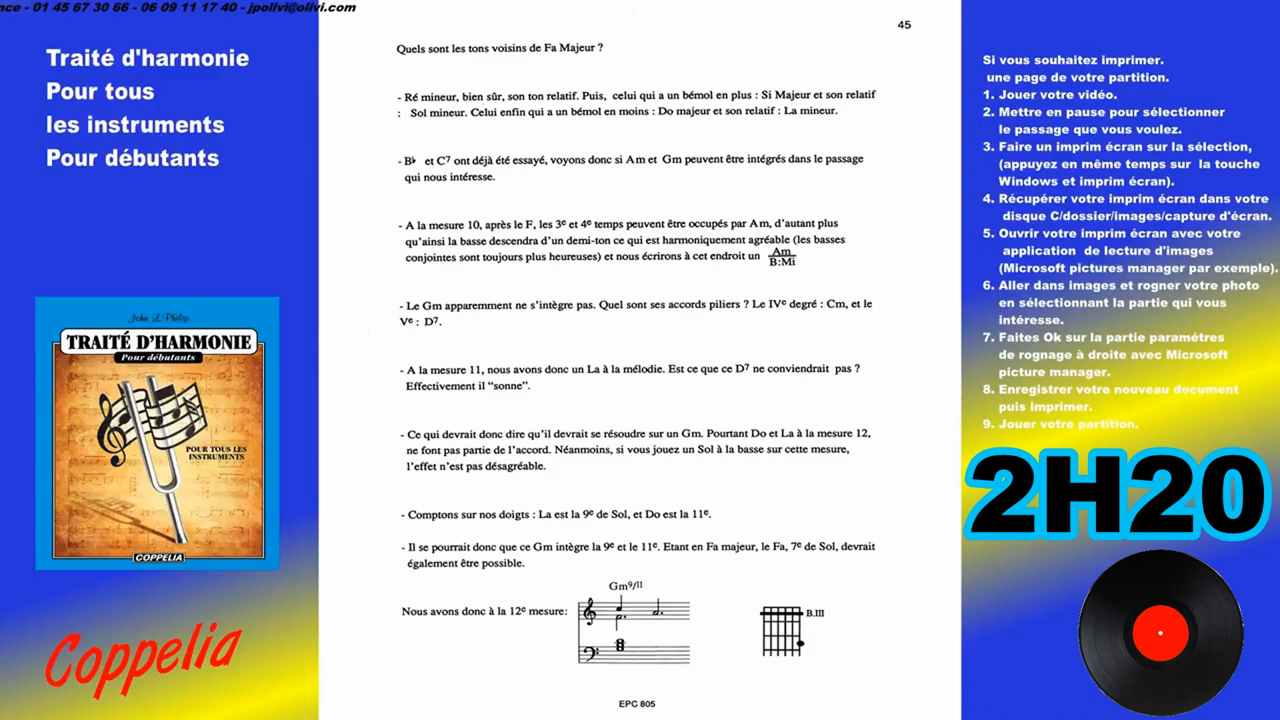 nce - 01 45 67 30 66 - 06 09 11 17 40 - jpolivi@olivi.com
Traité d'harmonie
Pour tous
les instruments
Pour débutants
John L. Philip
TRAITÉ D'HARMONIE
Pour débutants
POUR TOUS LES
INSTRUMENTS
COPPELIA
Coppelia
45
Quels sont les tons voisins de Fa Majeur ?
- Ré mineur, bien sûr, son ton relatif. Puis, celui qui a un bémol en plus : Si Majeur et son relatif
: Sol mineur. Celui enfin qui a un bémol en moins : Do majeur et son relatif : La mineur.
- B♭ et C7 ont déjà été essayé, voyons donc si Am et Gm peuvent être intégrés dans le passage
qui nous intéresse.
- A la mesure 10, après le F, les 3e et 4e temps peuvent être occupés par Am, d'autant plus
qu'ainsi la basse descendra d'un demi-ton ce qui est harmoniquement agréable (les basses
conjointes sont toujours plus heureuses) et nous écrirons à cet endroit un Am
B:Mi
- Le Gm apparemment ne s'intègre pas. Quel sont ses accords piliers ? Le IVe degré : Cm, et le
Ve : D7.
- A la mesure 11, nous avons donc un La à la mélodie. Est ce que ce D7 ne conviendrait pas ?
Effectivement il "sonne".
- Ce qui devrait donc dire qu'il devrait se résoudre sur un Gm. Pourtant Do et La à la mesure 12,
ne font pas partie de l'accord. Néanmoins, si vous jouez un Sol à la basse sur cette mesure,
l'effet n'est pas désagréable.
- Comptons sur nos doigts : La est la 9e de Sol, et Do est la 11e.
- Il se pourrait donc que ce Gm intègre la 9e et le 11e. Etant en Fa majeur, le Fa, 7e de Sol, devrait
également être possible.
Gm9/11
Nous avons donc à la 12e mesure:
B.III
EPC 805
Si vous souhaitez imprimer.
une page de votre partition.
1. Jouer votre vidéo.
2. Mettre en pause pour sélectionner
le passage que vous voulez.
3. Faire un imprim écran sur la sélection,
(appuyez en même temps sur la touche
Windows et imprim écran).
4. Récupérer votre imprim écran dans votre
disque C/dossier/images/capture d'écran.
5. Ouvrir votre imprim écran avec votre
application de lecture d'images
(Microsoft pictures manager par exemple).
6. Aller dans images et rogner votre photo
en sélectionnant la partie qui vous
intéresse.
7. Faites Ok sur la partie paramétres
de rognage à droite avec Microsoft
picture manager.
8. Enregistrer votre nouveau document
puis imprimer.
9. Jouer votre partition.
2H20